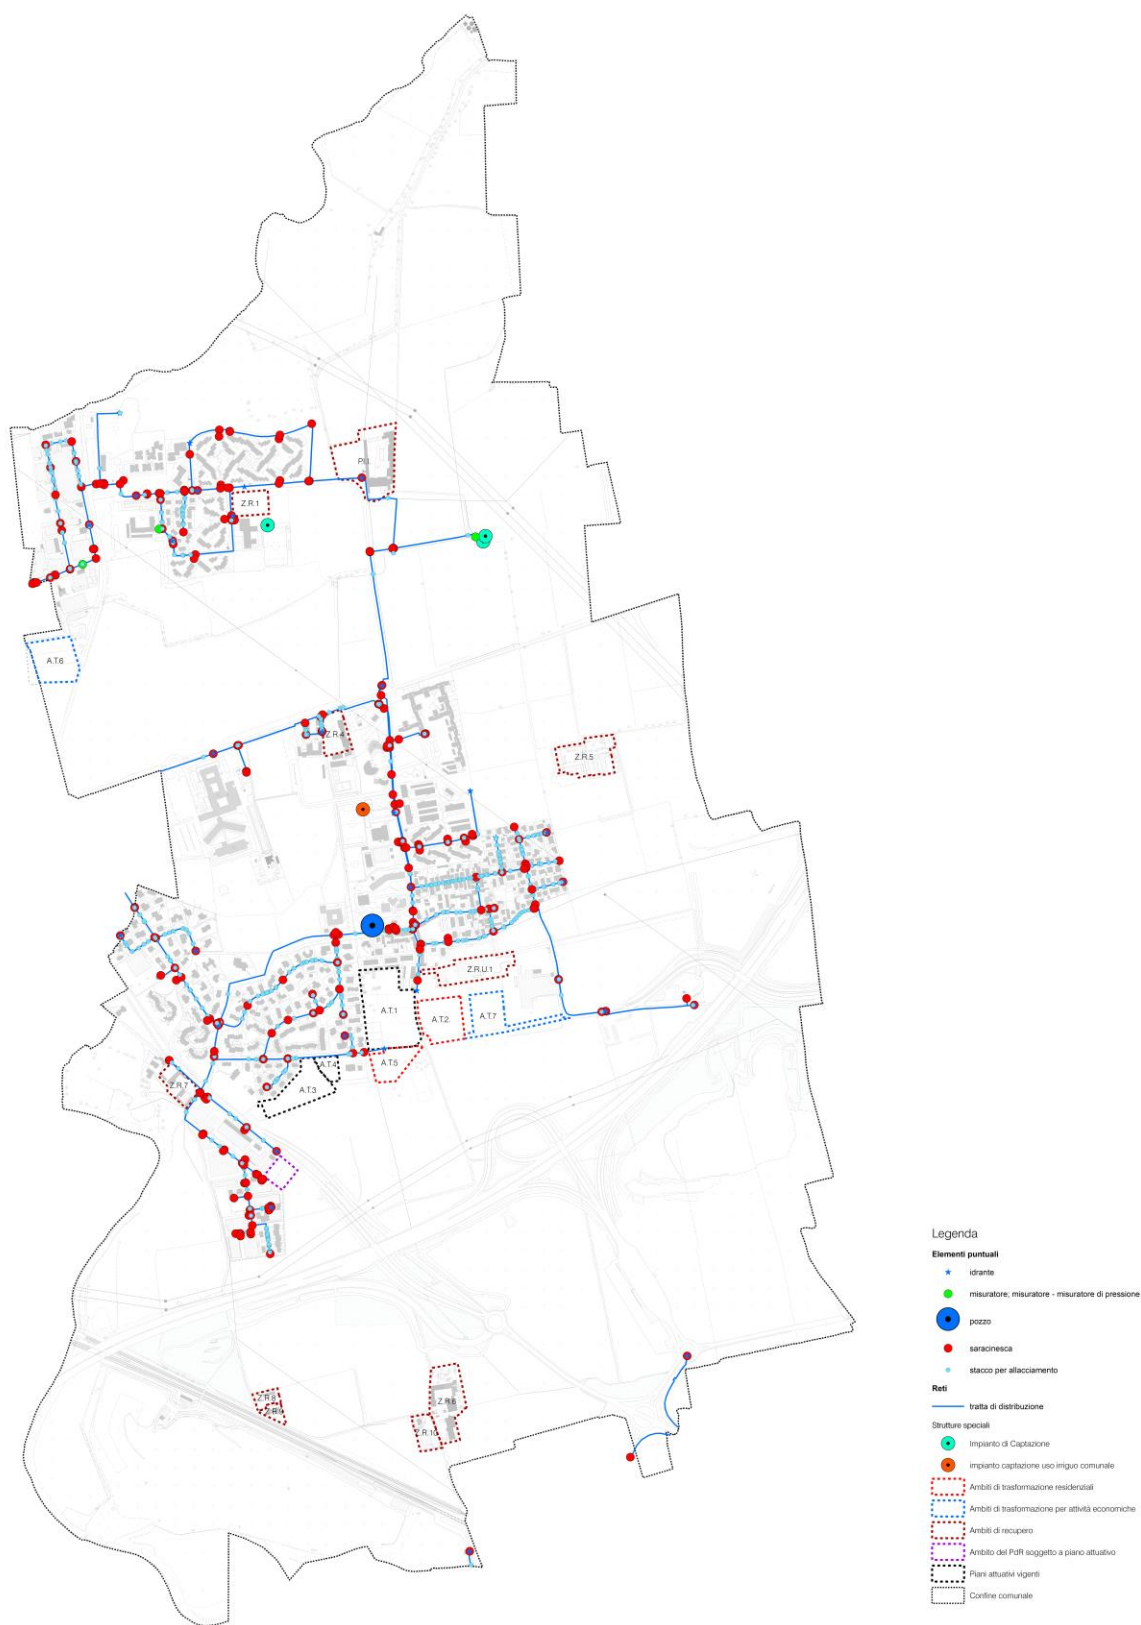 P.I.I.
Z.R.1
A.T.6
Z.R.4
Z.R.5
Z.R.U.1
A.T.1
A.T.2
A.T.7
A.T.5
A.T.4
A.T.3
Z.R.7
Z.R.8
Z.R.9
Z.R.6
Z.R.10
Legenda
Elementi puntuali
idrante
misuratore; misuratore - misuratore di pressione
pozzo
saracinesca
stacco per allacciamento
Reti
tratta di distribuzione
Strutture speciali
Impianto di Captazione
impianto captazione uso irriguo comunale
Ambiti di trasformazione residenziali
Ambiti di trasformazione per attività economiche
Ambiti di recupero
Ambito del PdR soggetto a piano attuativo
Piani attuativi vigenti
Confine comunale